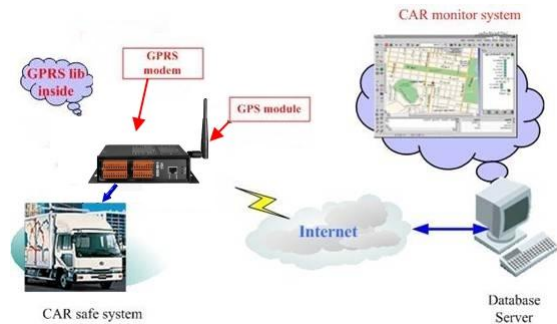 CAR monitor system
GPRS
modem
GPRS lib
inside
GPS module
Internet
CAR safe system
Database
Server